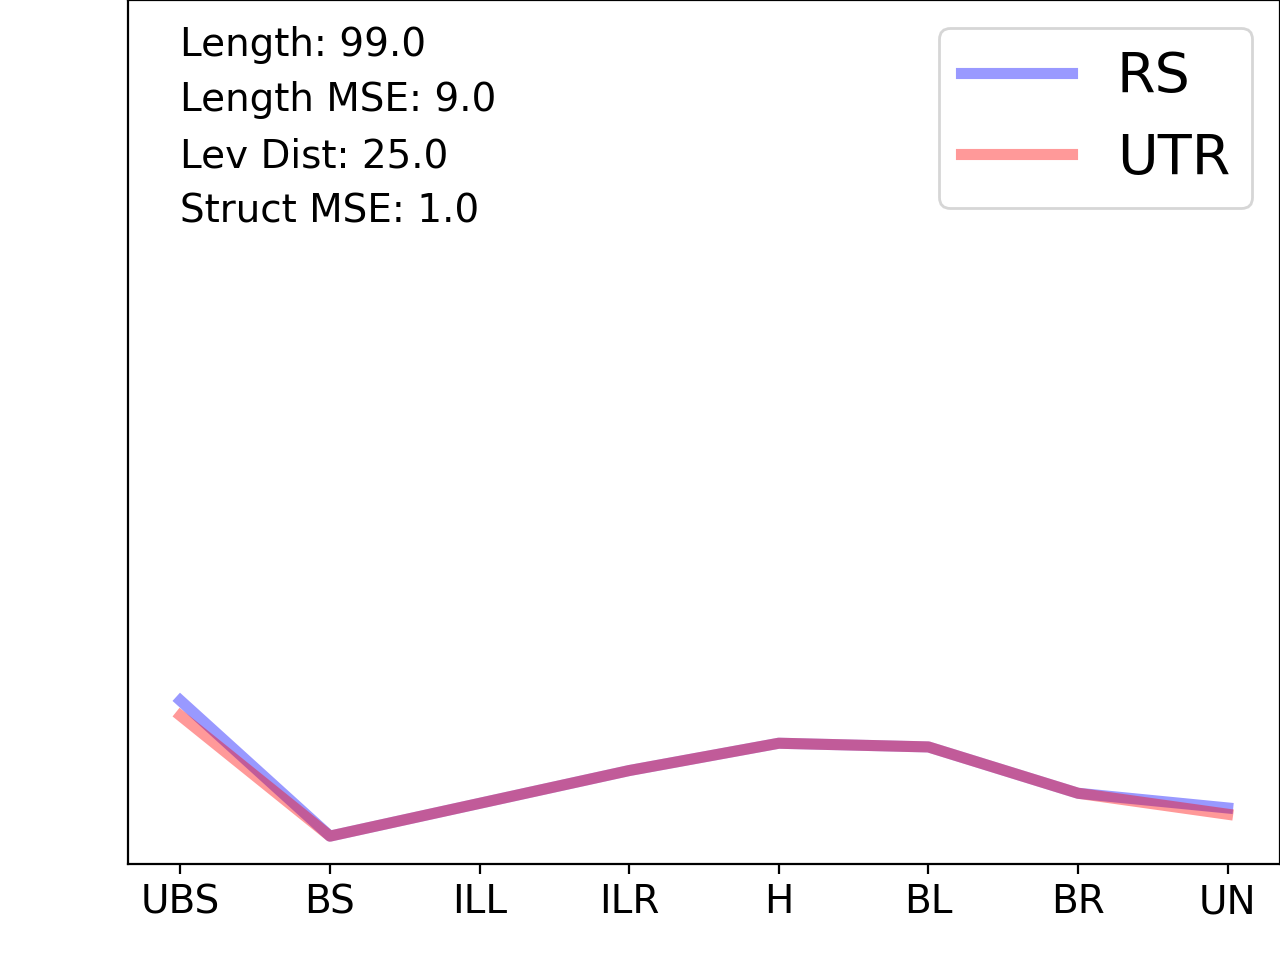 Length: 99.0
Length MSE: 9.0
Lev Dist: 25.0
Struct MSE: 1.0
RS
UTR
UBS BS ILL ILR H BL BR UN